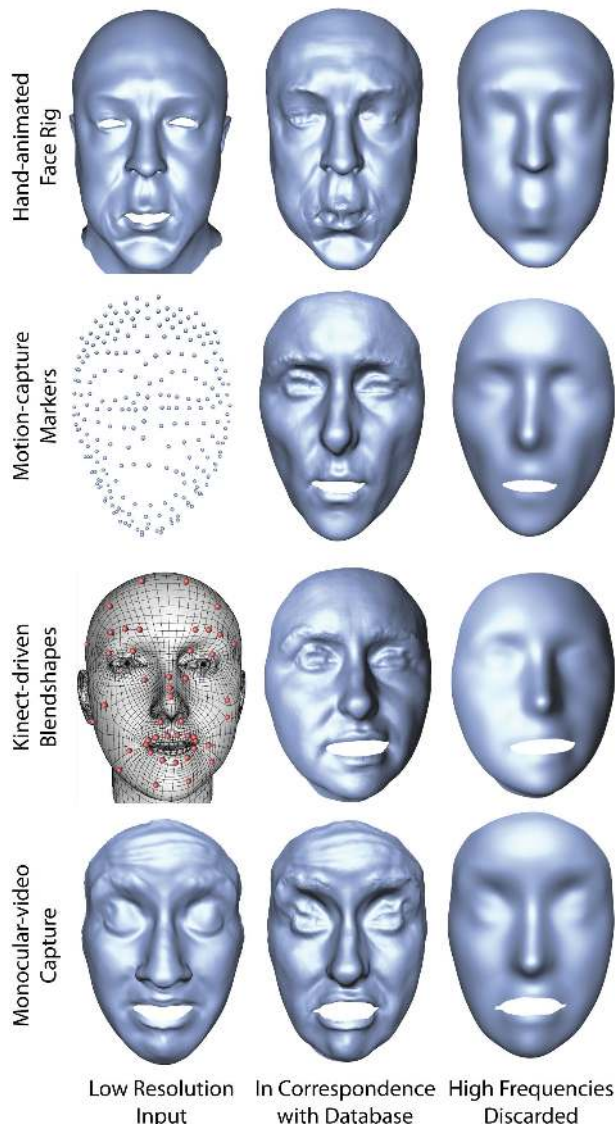 Hand-animated
Face Rig
Motion-capture
Markers
Kinect-driven
Blendshapes
Monocular-video
Capture
Low Resolution
Input
In Correspondence
with Database
High Frequencies
Discarded